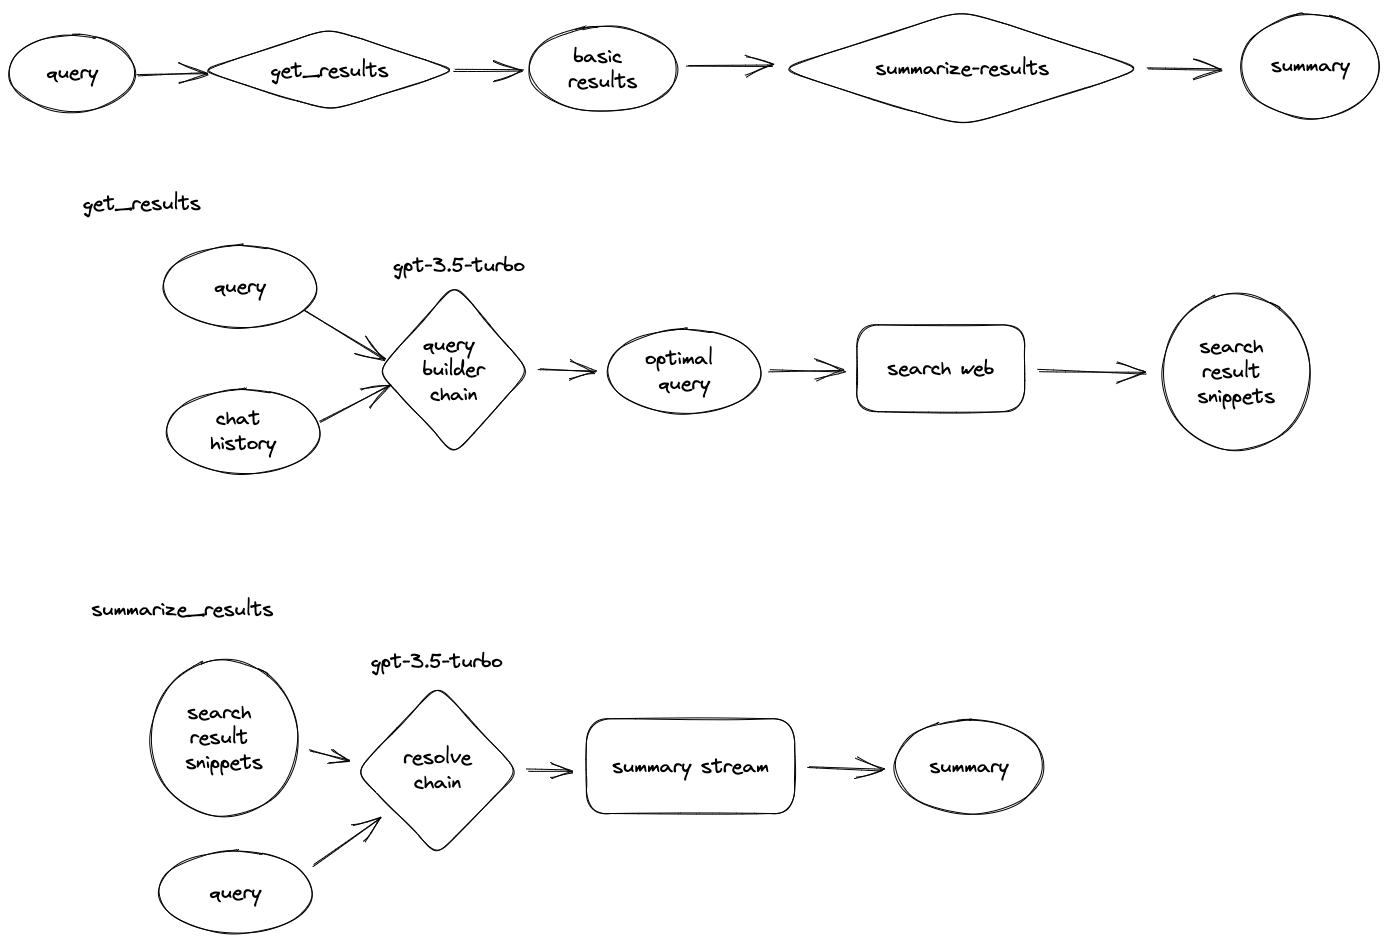 query
get_results
basic
results
summarize-results
summary
get_results
query
gpt-3.5-turbo
chat
history
query
builder
chain
optimal
query
search web
search
result
snippets
summarize_results
search
result
snippets
gpt-3.5-turbo
query
resolve
chain
summary stream
summary